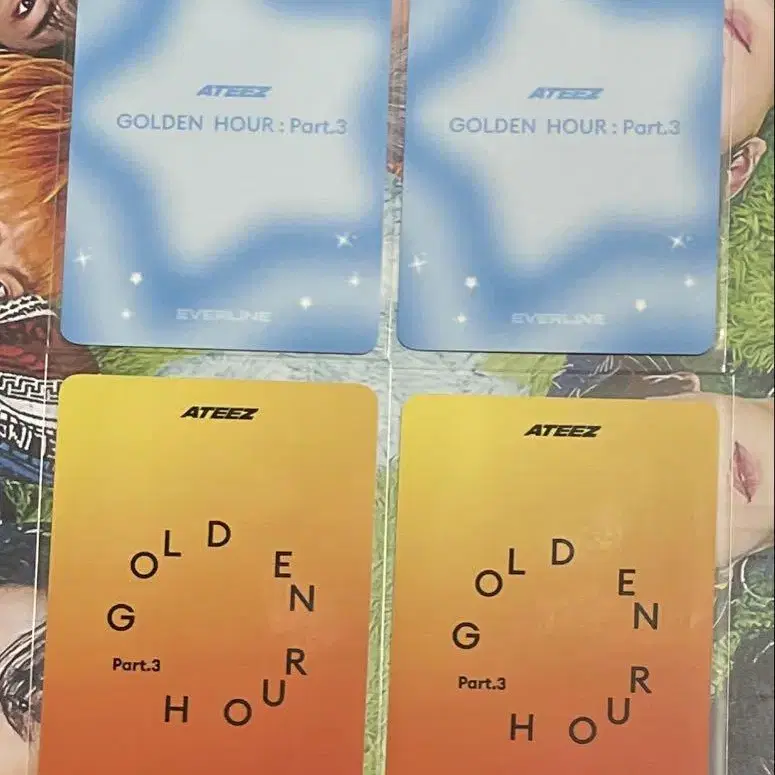 ATEEZ
GOLDEN HOUR : Part.3
EVERLINE
ATEEZ
GOLDEN HOUR : Part.3
EVERLINE
ATEEZ
GOLDEN
Part.3
HOUR
ATEEZ
GOLDEN
Part.3
HOUR